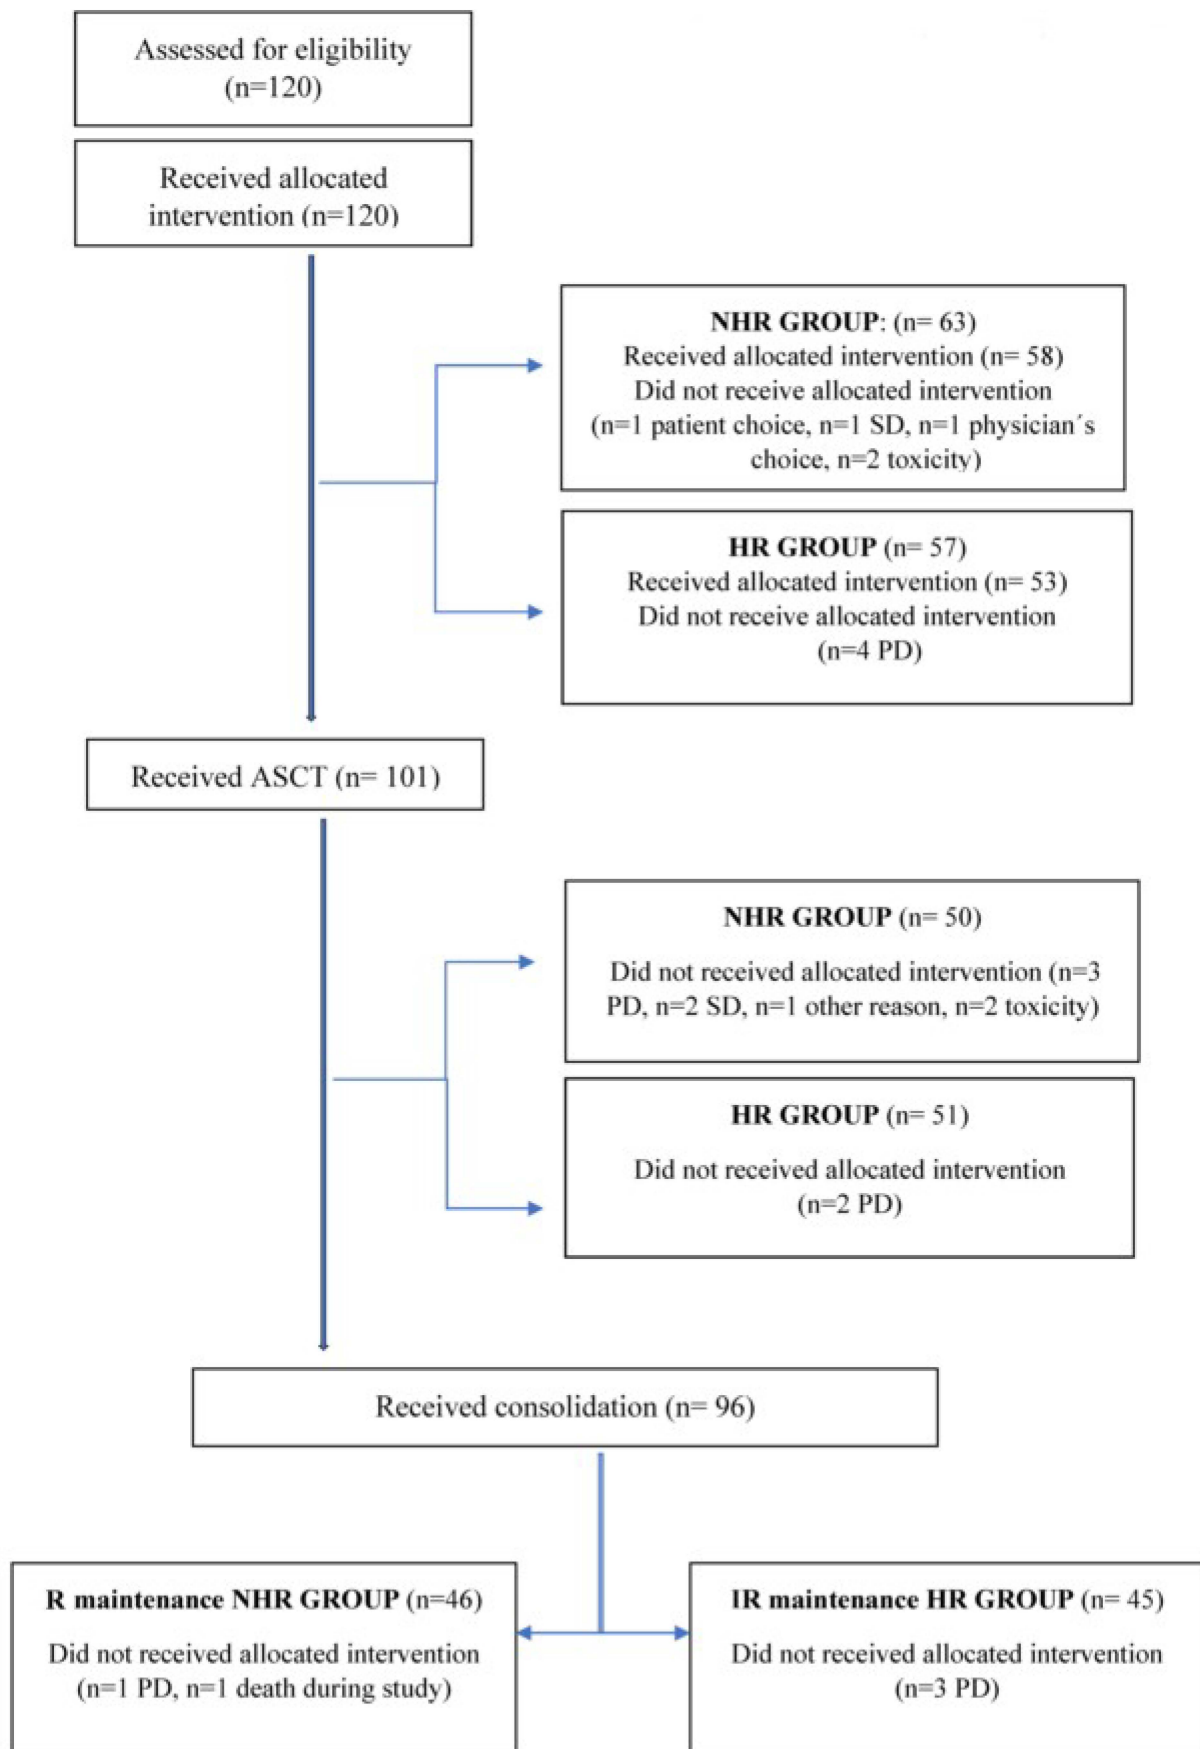 Assessed for eligibility
(n=120)
Received allocated
intervention (n=120)
NHR GROUP: (n= 63)
Received allocated intervention (n= 58)
Did not receive allocated intervention
(n=1 patient choice, n=1 SD, n=1 physician´s
choice, n=2 toxicity)
HR GROUP (n= 57)
Received allocated intervention (n= 53)
Did not receive allocated intervention
(n=4 PD)
Received ASCT (n= 101)
NHR GROUP (n= 50)
Did not received allocated intervention (n=3
PD, n=2 SD, n=1 other reason, n=2 toxicity)
HR GROUP (n= 51)
Did not received allocated intervention
(n=2 PD)
Received consolidation (n= 96)
R maintenance NHR GROUP (n=46)
Did not received allocated intervention
(n=1 PD, n=1 death during study)
IR maintenance HR GROUP (n= 45)
Did not received allocated intervention
(n=3 PD)